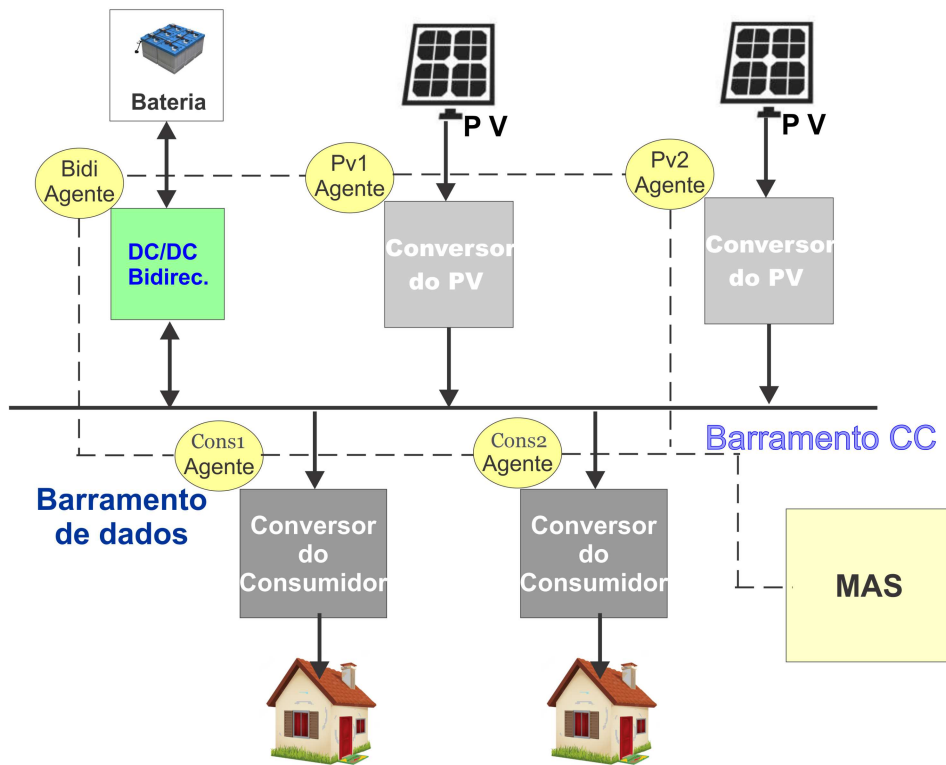 Bateria
P V
P V
Bidi
Agente
Pv1
Agente
Pv2
Agente
DC/DC
Bidirec.
Conversor
do PV
Conversor
do PV
Barramento CC
Cons1
Agente
Cons2
Agente
Barramento
de dados
Conversor
do
Consumidor
Conversor
do
Consumidor
MAS